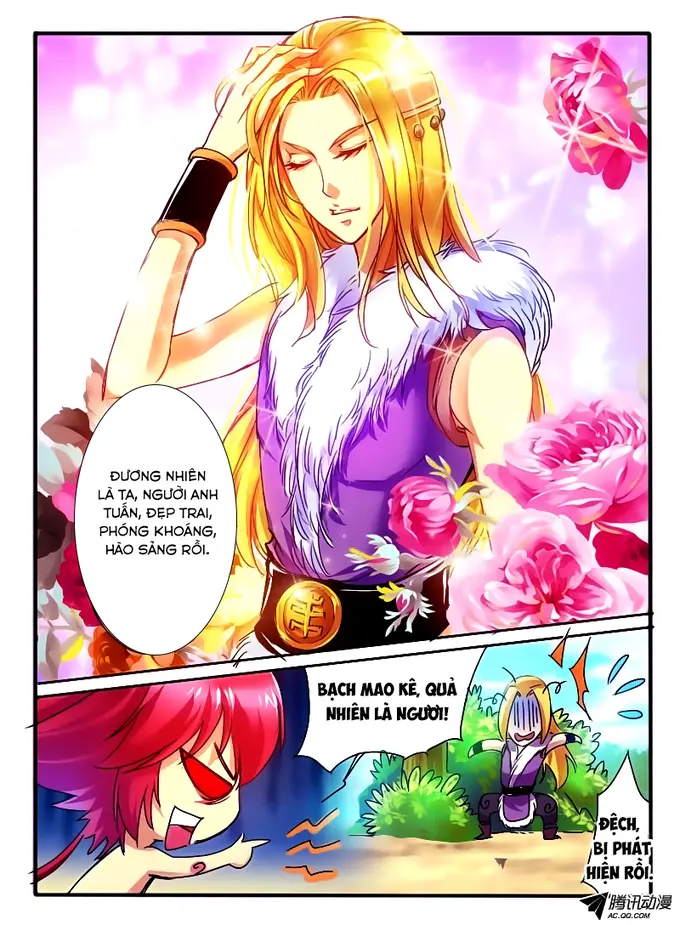 ĐƯƠNG NHIÊN
LÀ TA, NGƯỜI ANH
TUẤN, ĐẸP TRAI,
PHÓNG KHOÁNG,
HÀO SẢNG RỒI.
BẠCH MAO KÊ, QUẢ
NHIÊN LÀ NGƯƠI!
ĐỆCH,
BỊ PHÁT
HIỆN RỒI.
腾讯动漫
AC.QQ.COM